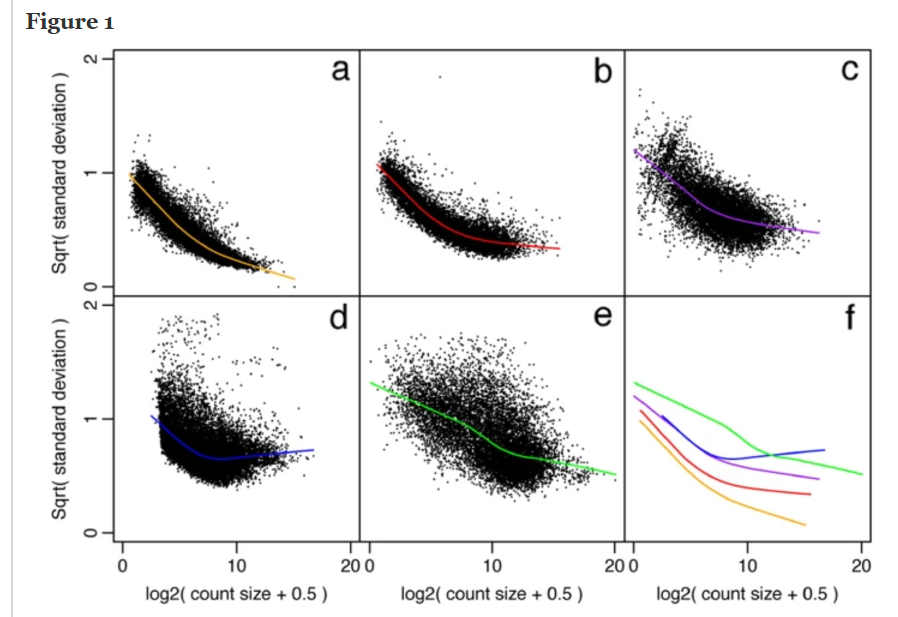 Figure 1
Sqrt( standard deviation )
2
1
0
a
b
c
Sqrt( standard deviation )
2
1
0
d
e
f
0 10 20 0 10 20 0 10 20
log2( count size + 0.5 ) log2( count size + 0.5 ) log2( count size + 0.5 )